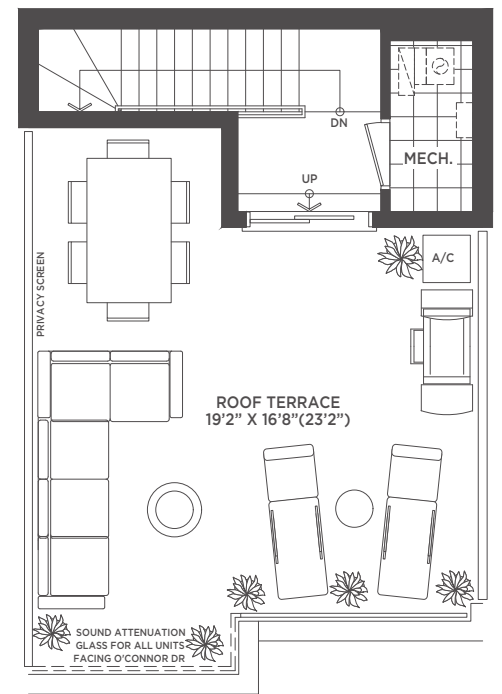 DN
MECH.
UP
A/C
PRIVACY SCREEN
ROOF TERRACE
19’2” X 16’8”(23’2”)
SOUND ATTENUATION
GLASS FOR ALL UNITS
FACING O’CONNOR DR